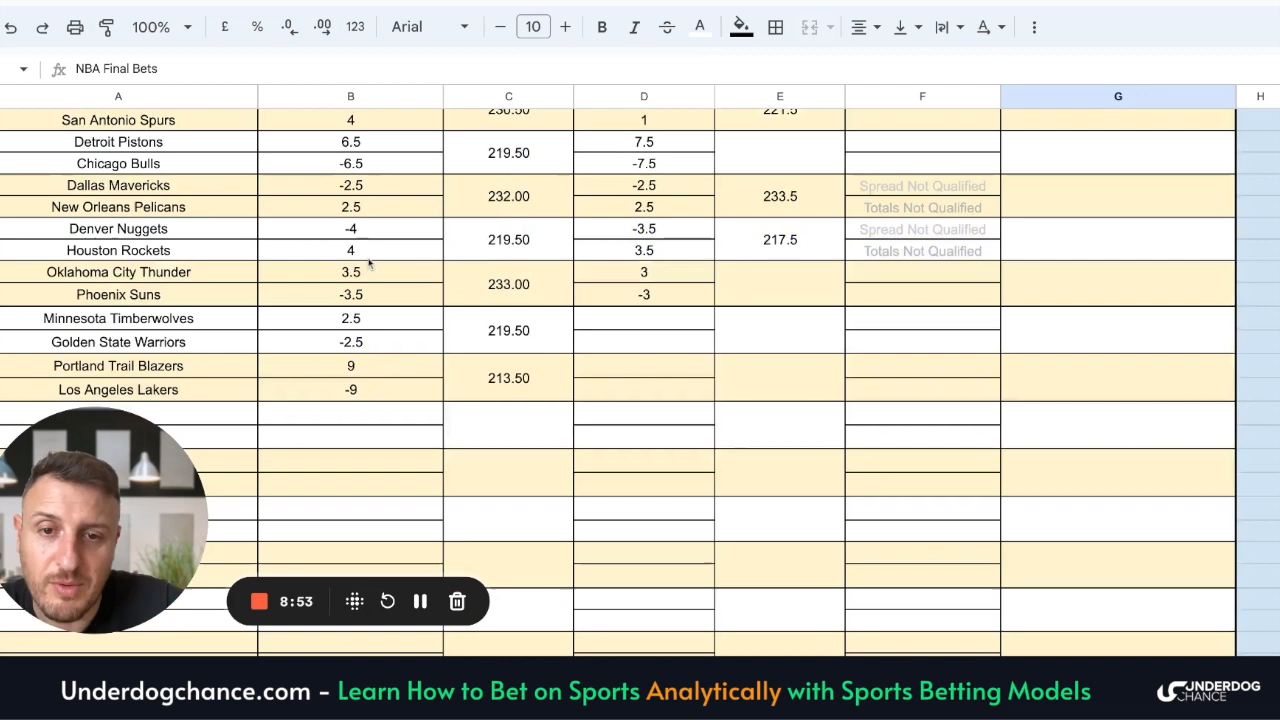 100% £ % .0 .00 123 Arial 10 B I A
fx NBA Final Bets
A B C D E F G H
230.50 221.5
San Antonio Spurs 4 1
Detroit Pistons 6.5 219.50 7.5
Chicago Bulls -6.5 -7.5
Dallas Mavericks -2.5 232.00 -2.5 233.5 Spread Not Qualified
New Orleans Pelicans 2.5 2.5 Totals Not Qualified
Denver Nuggets -4 219.50 -3.5 217.5 Spread Not Qualified
Houston Rockets 4 3.5 Totals Not Qualified
Oklahoma City Thunder 3.5 233.00 3
Phoenix Suns -3.5 -3
Minnesota Timberwolves 2.5 219.50
Golden State Warriors -2.5
Portland Trail Blazers 9 213.50
Los Angeles Lakers -9
8:53
Underdogchance.com - Learn How to Bet on Sports Analytically with Sports Betting Models
UNDERDOG
CHANCE